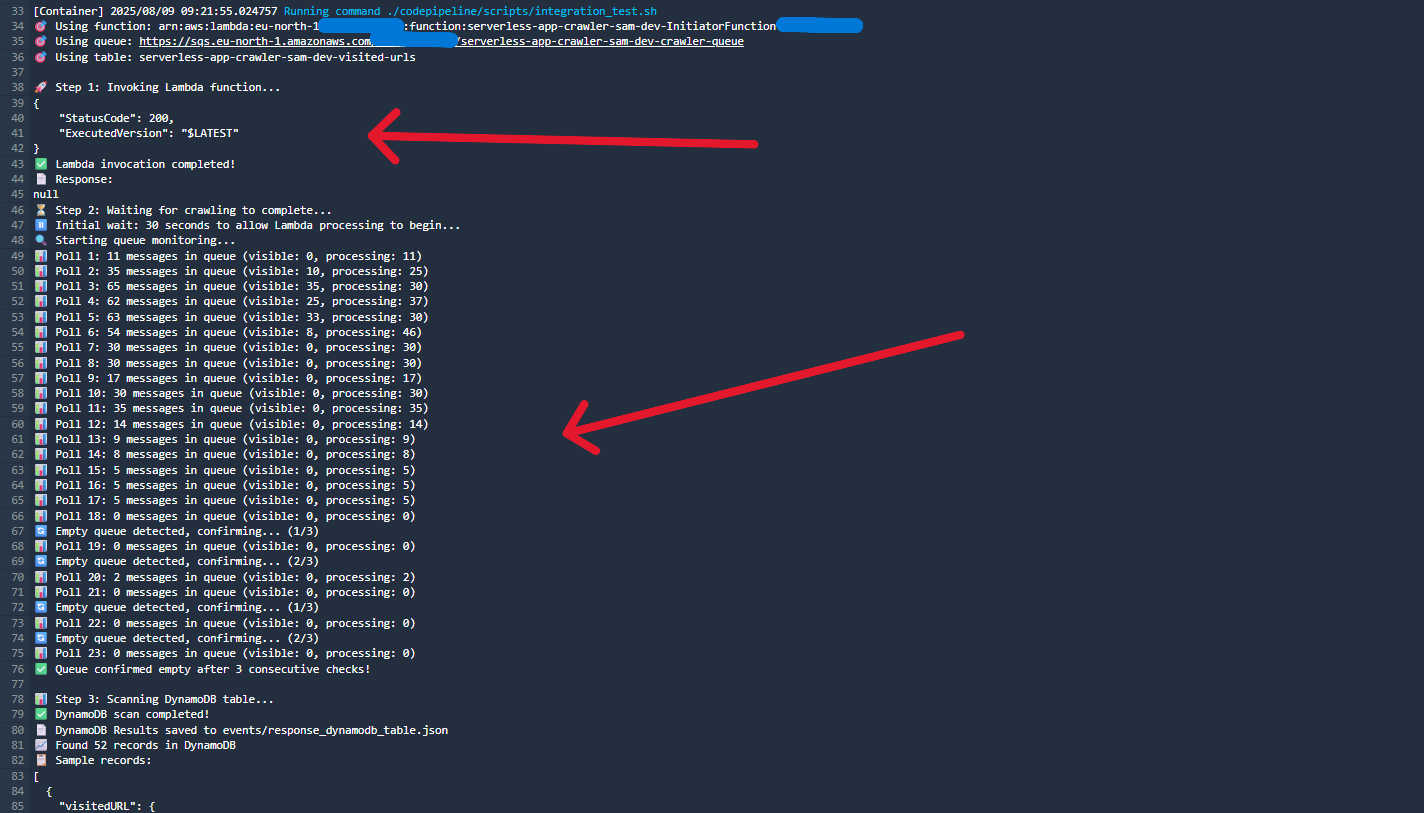 33 [Container] 2025/08/09 09:21:55.024757 Running command ./codepipeline/scripts/integration_test.sh
34 🎯 Using function: arn:aws:lambda:eu-north-1 :function:serverless-app-crawler-sam-dev-InitiatorFunction
35 🎯 Using queue: https://sqs.eu-north-1.amazonaws.com/ /serverless-app-crawler-sam-dev-crawler-queue
36 🎯 Using table: serverless-app-crawler-sam-dev-visited-urls
37
38 🚀 Step 1: Invoking Lambda function...
39 {
40     "StatusCode": 200,
41     "ExecutedVersion": "$LATEST"
42 }
43 ✅ Lambda invocation completed!
44 📄 Response:
45 null
46 ⏳ Step 2: Waiting for crawling to complete...
47 ⏸️ Initial wait: 30 seconds to allow Lambda processing to begin...
48 🔍 Starting queue monitoring...
49 📊 Poll 1: 11 messages in queue (visible: 0, processing: 11)
50 📊 Poll 2: 35 messages in queue (visible: 10, processing: 25)
51 📊 Poll 3: 65 messages in queue (visible: 35, processing: 30)
52 📊 Poll 4: 62 messages in queue (visible: 25, processing: 37)
53 📊 Poll 5: 63 messages in queue (visible: 33, processing: 30)
54 📊 Poll 6: 54 messages in queue (visible: 8, processing: 46)
55 📊 Poll 7: 30 messages in queue (visible: 0, processing: 30)
56 📊 Poll 8: 30 messages in queue (visible: 0, processing: 30)
57 📊 Poll 9: 17 messages in queue (visible: 0, processing: 17)
58 📊 Poll 10: 30 messages in queue (visible: 0, processing: 30)
59 📊 Poll 11: 35 messages in queue (visible: 0, processing: 35)
60 📊 Poll 12: 14 messages in queue (visible: 0, processing: 14)
61 📊 Poll 13: 9 messages in queue (visible: 0, processing: 9)
62 📊 Poll 14: 8 messages in queue (visible: 0, processing: 8)
63 📊 Poll 15: 5 messages in queue (visible: 0, processing: 5)
64 📊 Poll 16: 5 messages in queue (visible: 0, processing: 5)
65 📊 Poll 17: 5 messages in queue (visible: 0, processing: 5)
66 📊 Poll 18: 0 messages in queue (visible: 0, processing: 0)
67 🔄 Empty queue detected, confirming... (1/3)
68 📊 Poll 19: 0 messages in queue (visible: 0, processing: 0)
69 🔄 Empty queue detected, confirming... (2/3)
70 📊 Poll 20: 2 messages in queue (visible: 0, processing: 2)
71 📊 Poll 21: 0 messages in queue (visible: 0, processing: 0)
72 🔄 Empty queue detected, confirming... (1/3)
73 📊 Poll 22: 0 messages in queue (visible: 0, processing: 0)
74 🔄 Empty queue detected, confirming... (2/3)
75 📊 Poll 23: 0 messages in queue (visible: 0, processing: 0)
76 ✅ Queue confirmed empty after 3 consecutive checks!
77
78 📊 Step 3: Scanning DynamoDB table...
79 ✅ DynamoDB scan completed!
80 📄 DynamoDB Results saved to events/response_dynamodb_table.json
81 📈 Found 52 records in DynamoDB
82 📋 Sample records:
83 [
84   {
85     "visitedURL": {